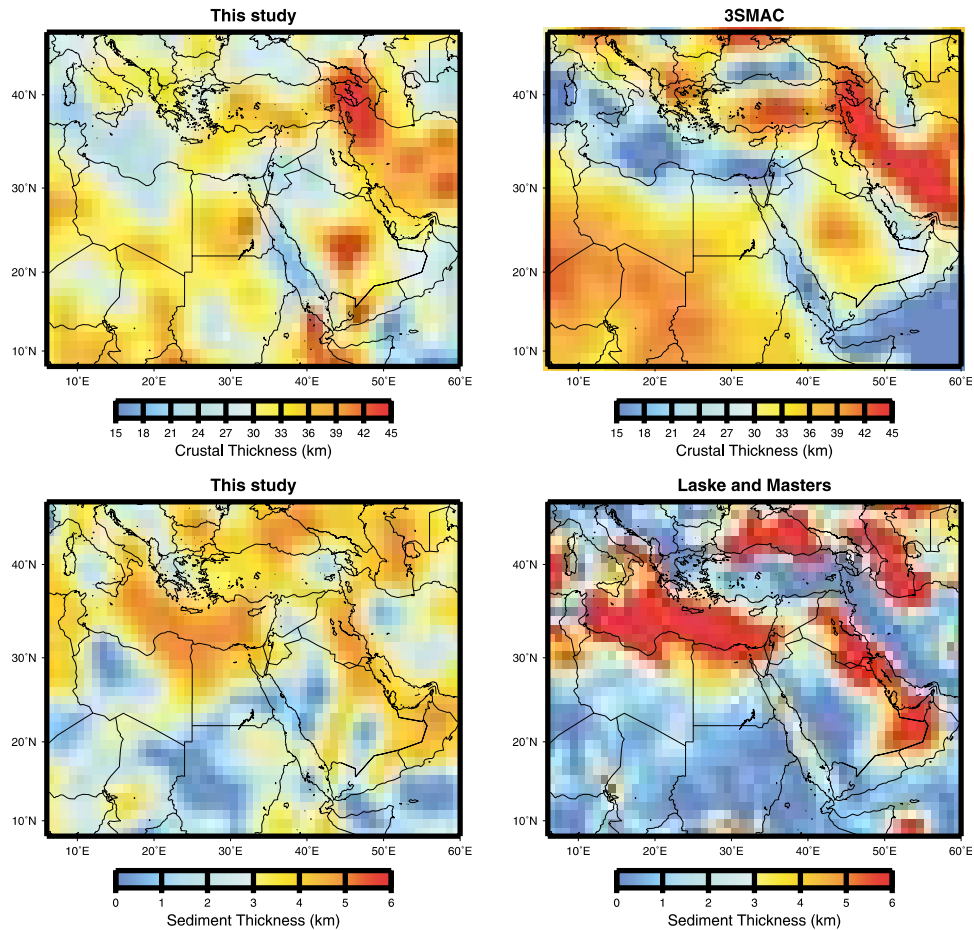 This study
3SMAC
40˚N
30˚N
20˚N
10˚N
10˚E
20˚E
30˚E
40˚E
50˚E
60˚E
40˚N
30˚N
20˚N
10˚N
10˚E
20˚E
30˚E
40˚E
50˚E
60˚E
15 18 21 24 27 30 33 36 39 42 45
Crustal Thickness (km)
15 18 21 24 27 30 33 36 39 42 45
Crustal Thickness (km)
This study
Laske and Masters
40˚N
30˚N
20˚N
10˚N
10˚E
20˚E
30˚E
40˚E
50˚E
60˚E
40˚N
30˚N
20˚N
10˚N
10˚E
20˚E
30˚E
40˚E
50˚E
60˚E
0 1 2 3 4 5 6
Sediment Thickness (km)
0 1 2 3 4 5 6
Sediment Thickness (km)